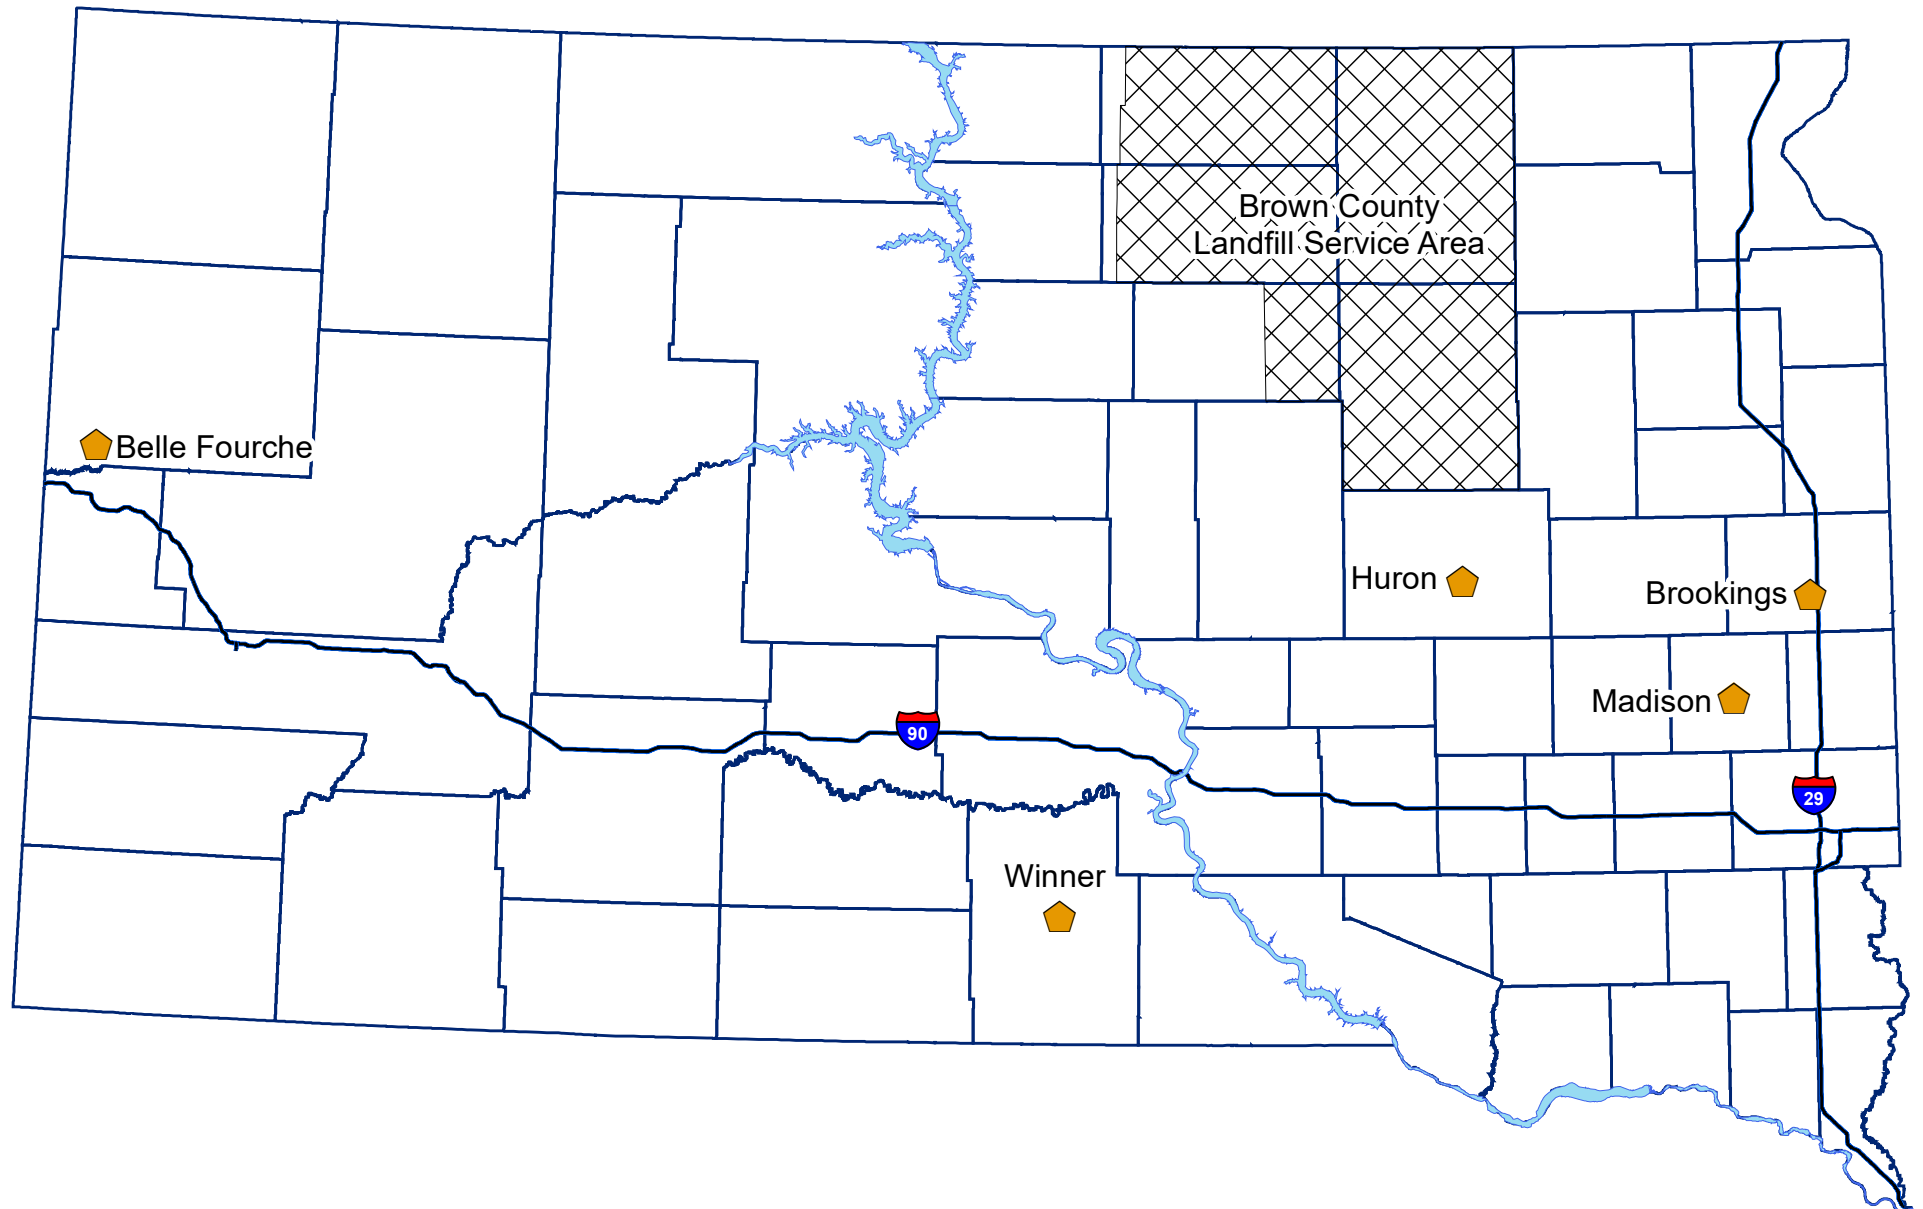 Brown County
Landfill Service Area
Belle Fourche
Huron
Brookings
Madison
90
29
Winner